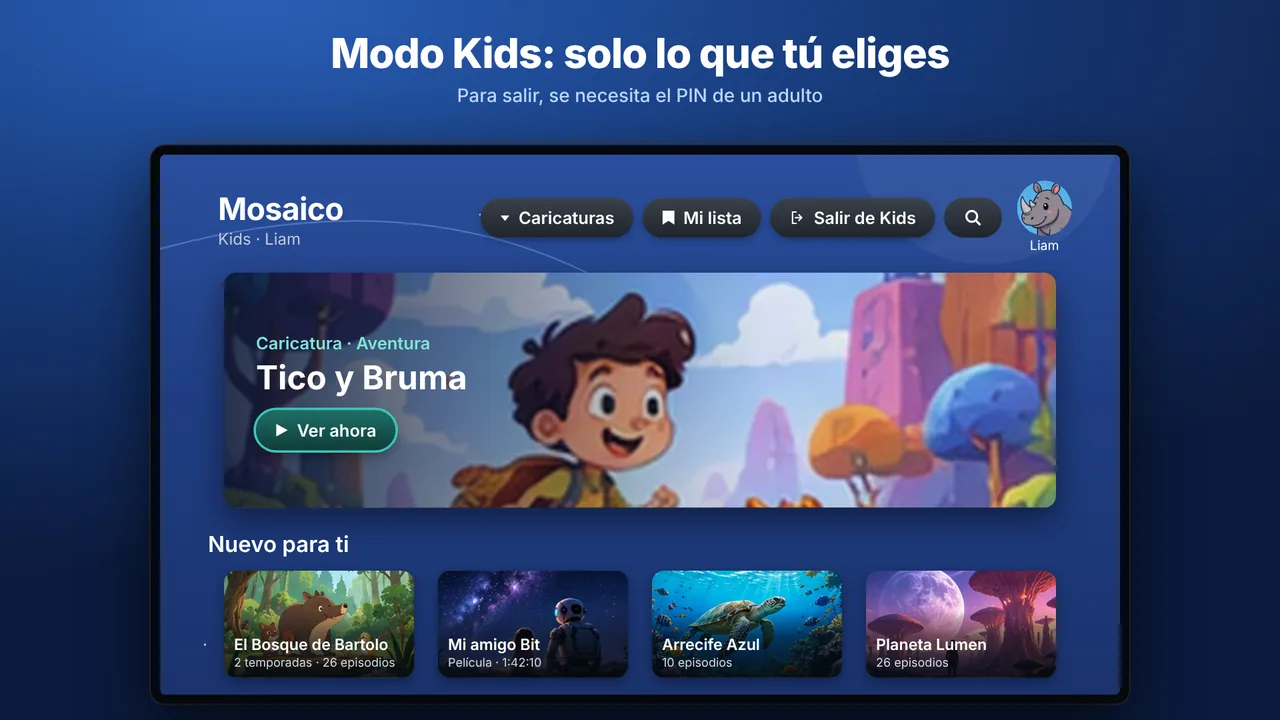 Modo Kids: solo lo que tú eliges
Para salir, se necesita el PIN de un adulto
Mosaico
Kids · Liam
Caricaturas
Mi lista
Salir de Kids
Liam
Caricatura · Aventura
Tico y Bruma
Ver ahora
Nuevo para ti
El Bosque de Bartolo
2 temporadas · 26 episodios
Mi amigo Bit
Película · 1:42:10
Arrecife Azul
10 episodios
Planeta Lumen
26 episodios